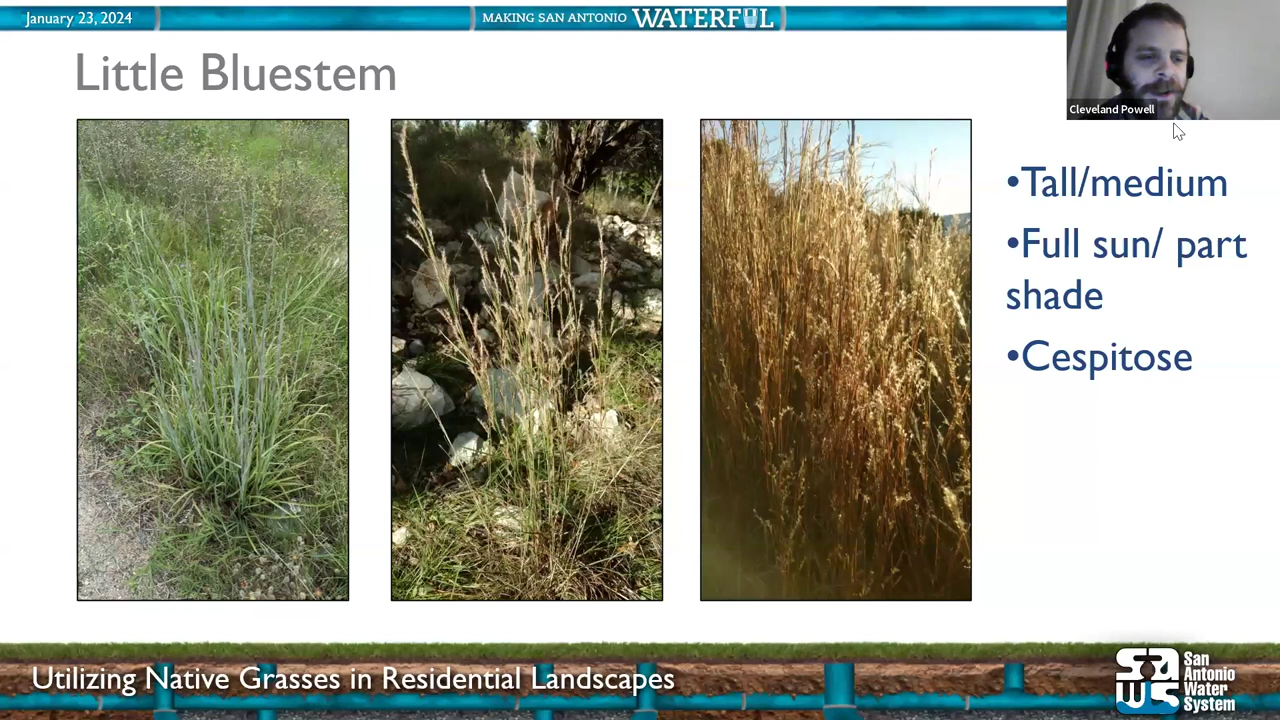 January 23, 2024
MAKING SAN ANTONIO WATERFUL
Cleveland Powell
Little Bluestem
•Tall/medium
•Full sun/ part
shade
•Cespitose
Utilizing Native Grasses in Residential Landscapes
SAWS
San
Antonio
Water
System